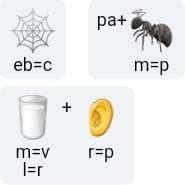 eb=c
pa+
m=p
+
m=v
l=r
r=p